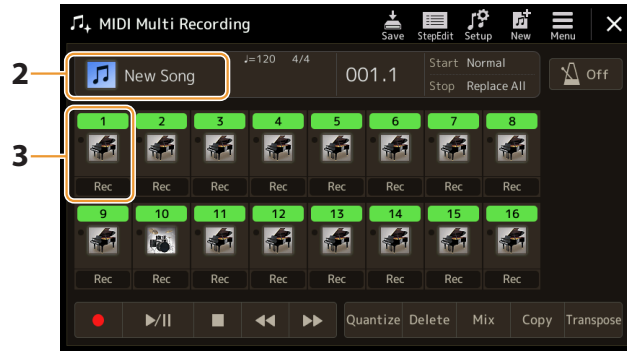 MIDI Multi Recording
Save StepEdit Setup New Menu
2
New Song
♩=120 4/4
001.1
Start Normal
Stop Replace All
Off
3
1 2 3 4 5 6 7 8
Rec Rec Rec Rec Rec Rec Rec Rec
9 10 11 12 13 14 15 16
Rec Rec Rec Rec Rec Rec Rec Rec
Quantize Delete Mix Copy Transpose